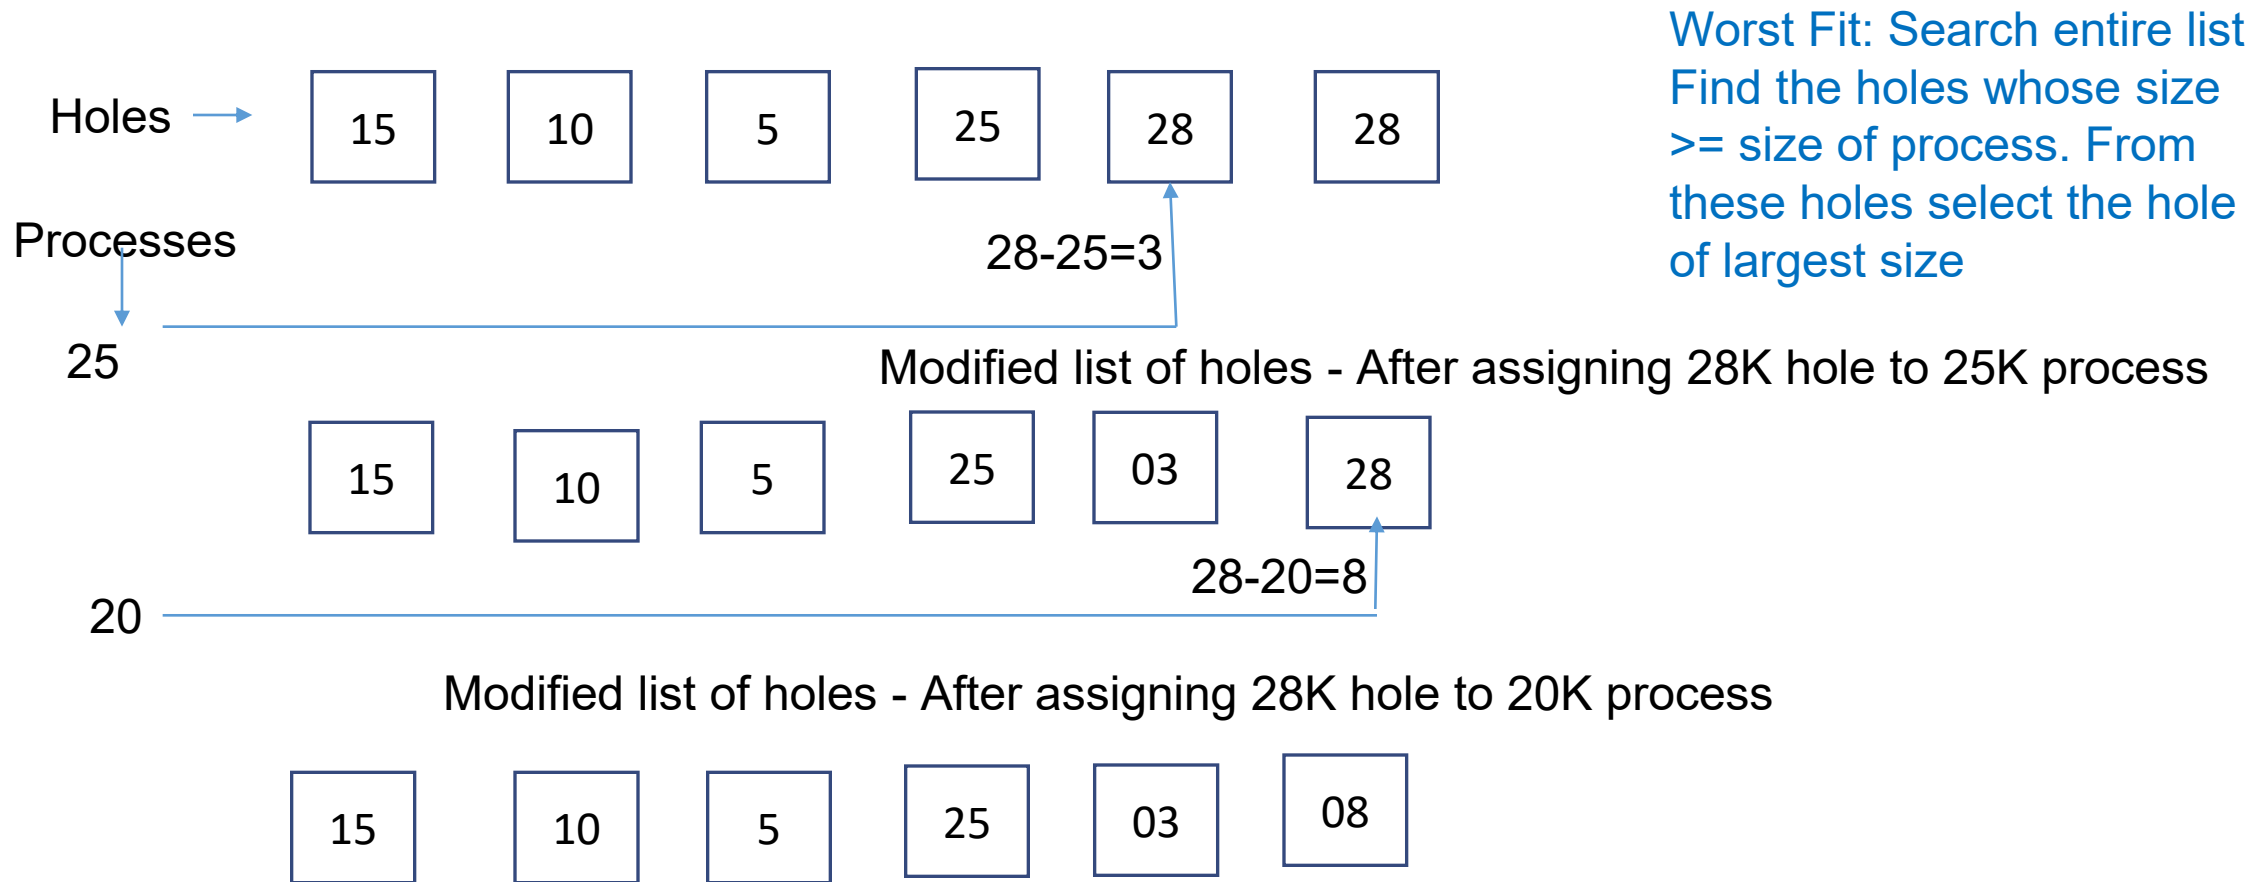 Worst Fit: Search entire list
Find the holes whose size
>= size of process. From
these holes select the hole
of largest size
Holes
15 10 5 25 28 28
Processes
28-25=3
25
Modified list of holes - After assigning 28K hole to 25K process
15 10 5 25 03 28
28-20=8
20
Modified list of holes - After assigning 28K hole to 20K process
15 10 5 25 03 08